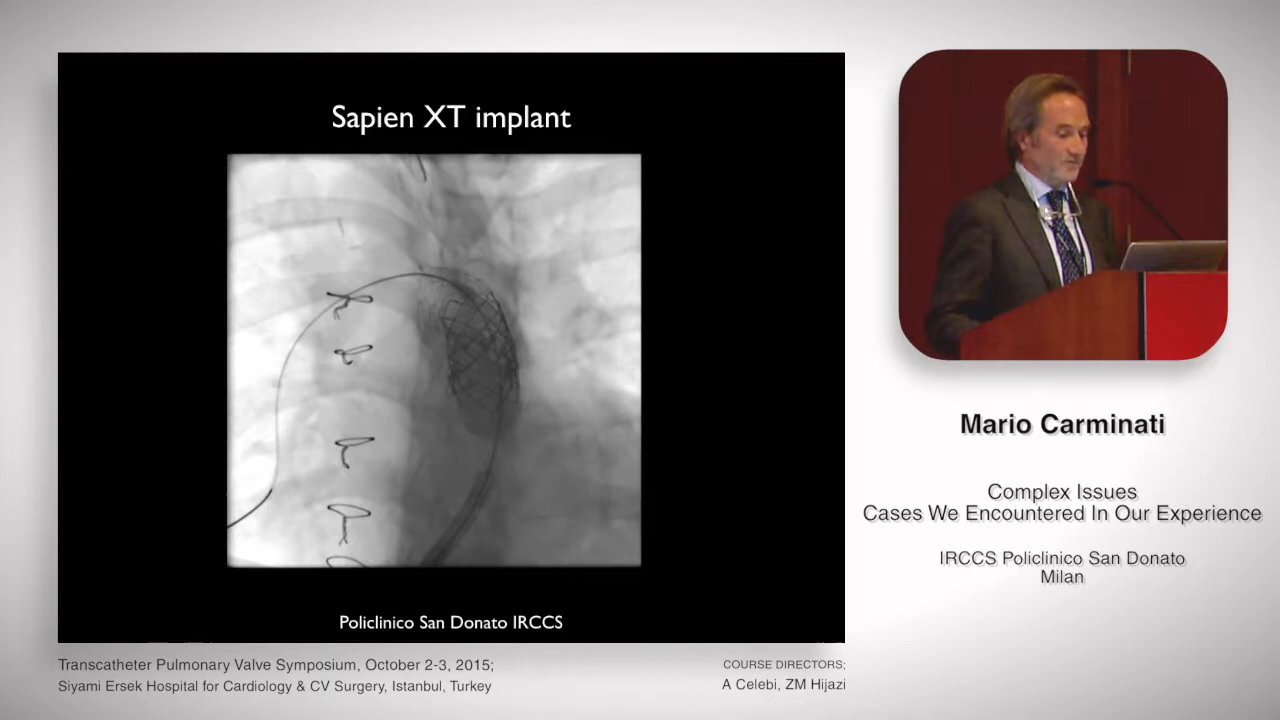 Sapien XT implant
Policlinico San Donato IRCCS
Mario Carminati
Complex Issues
Cases We Encountered In Our Experience
IRCCS Policlinico San Donato
Milan
Transcatheter Pulmonary Valve Symposium, October 2-3, 2015;
Siyami Ersek Hospital for Cardiology & CV Surgery, Istanbul, Turkey
COURSE DIRECTORS;
A Celebi, ZM Hijazi